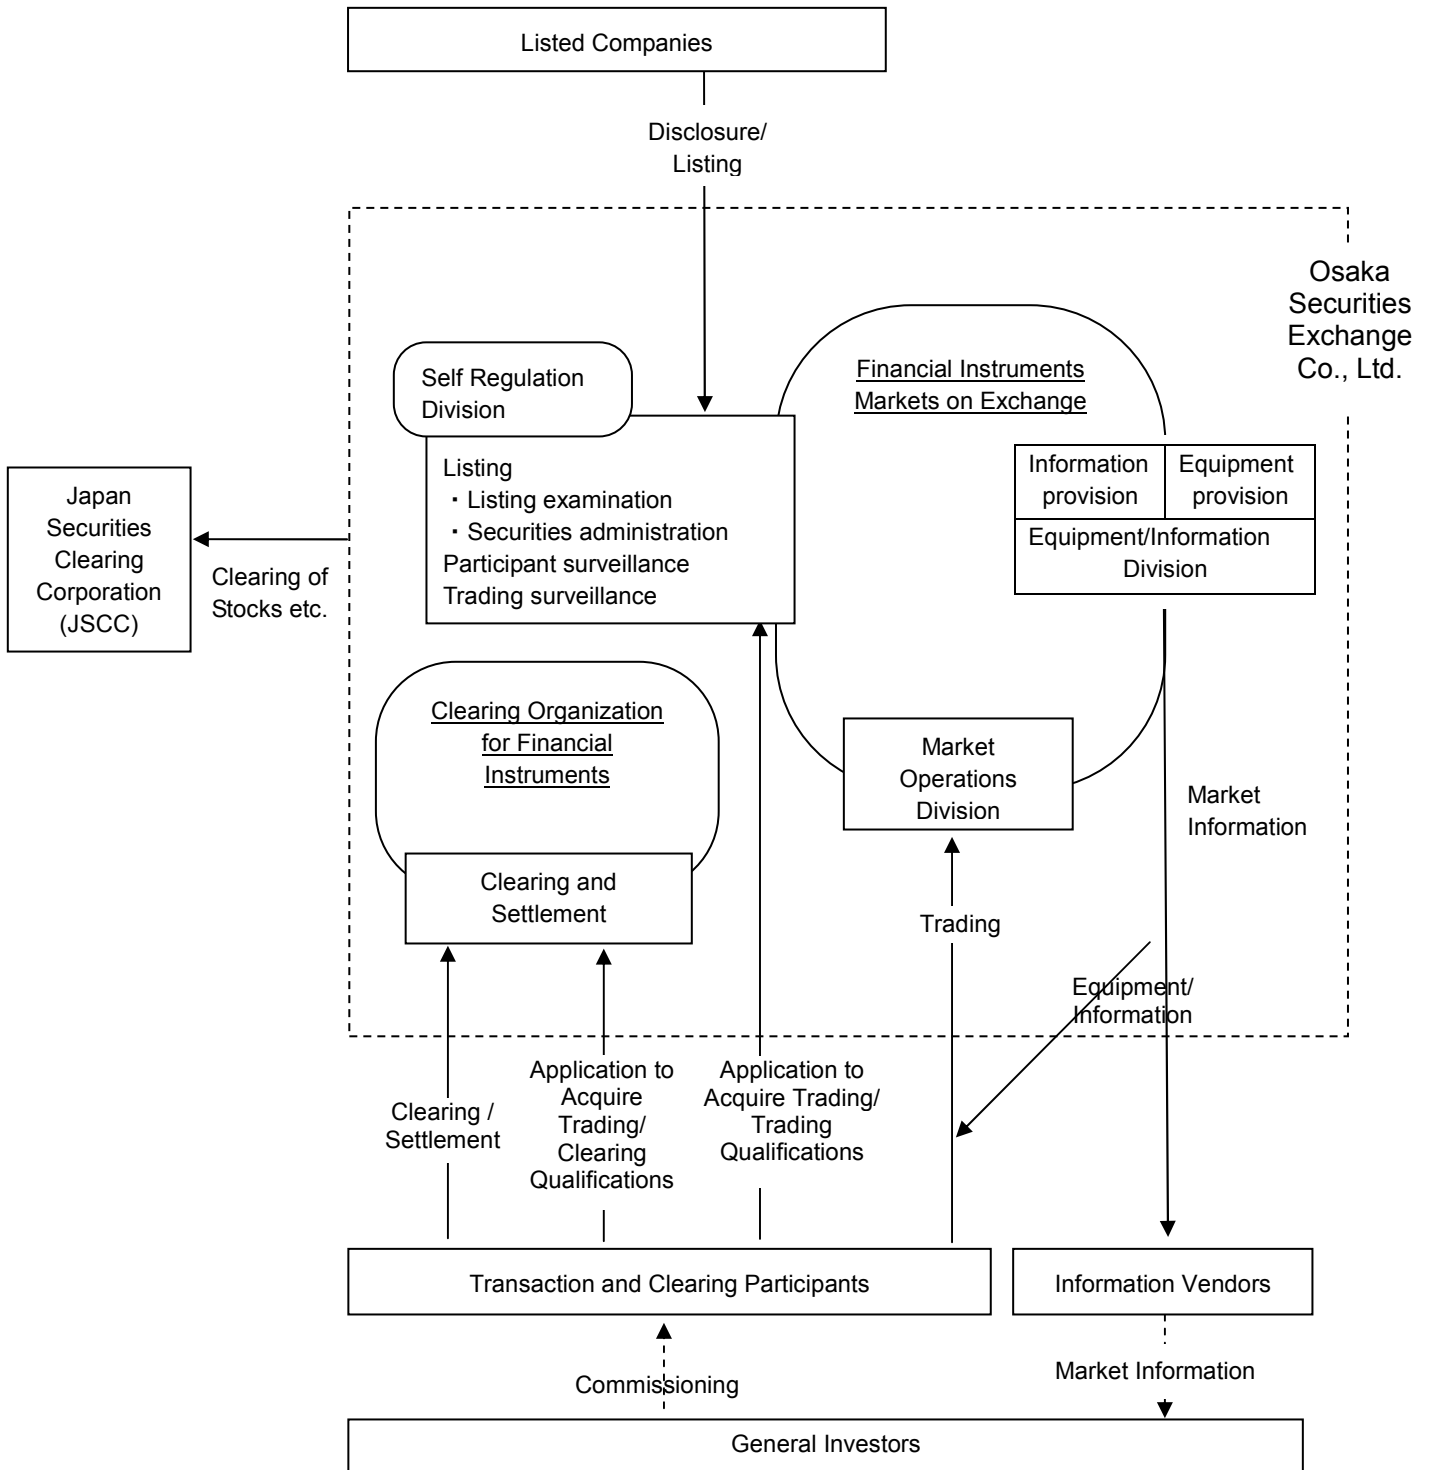 Listed Companies
Disclosure/
Listing
Osaka
Securities
Exchange
Co., Ltd.
Financial Instruments
Markets on Exchange
Self Regulation
Division
Listing
・Listing examination
・Securities administration
Participant surveillance
Trading surveillance
Information
provision
Equipment
provision
Equipment/Information
Division
Japan
Securities
Clearing
Corporation
(JSCC)
Clearing of
Stocks etc.
Clearing Organization
for Financial
Instruments
Market
Operations
Division
Market
Information
Clearing and
Settlement
Trading
Equipment/
Information
Clearing /
Settlement
Application to
Acquire
Trading/
Clearing
Qualifications
Application to
Acquire Trading/
Trading
Qualifications
Transaction and Clearing Participants
Information Vendors
Commissioning
Market Information
General Investors